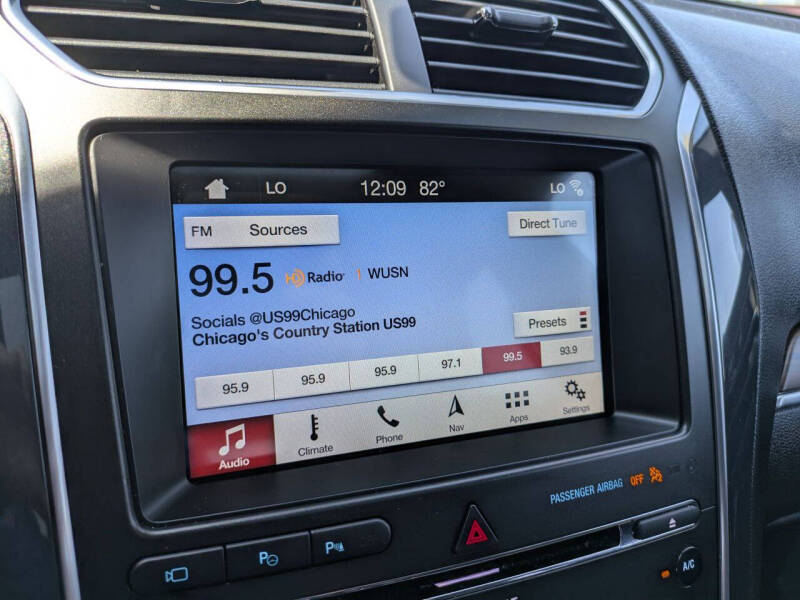 LO 12:09 82° LO
FM Sources Direct Tune
99.5 HD Radio WUSN
Socials @US99Chicago
Chicago's Country Station US99
Presets
95.9 95.9 95.9 97.1 99.5 93.9
Audio Climate Phone Nav Apps Settings
PASSENGER AIRBAG OFF
P P
A/C